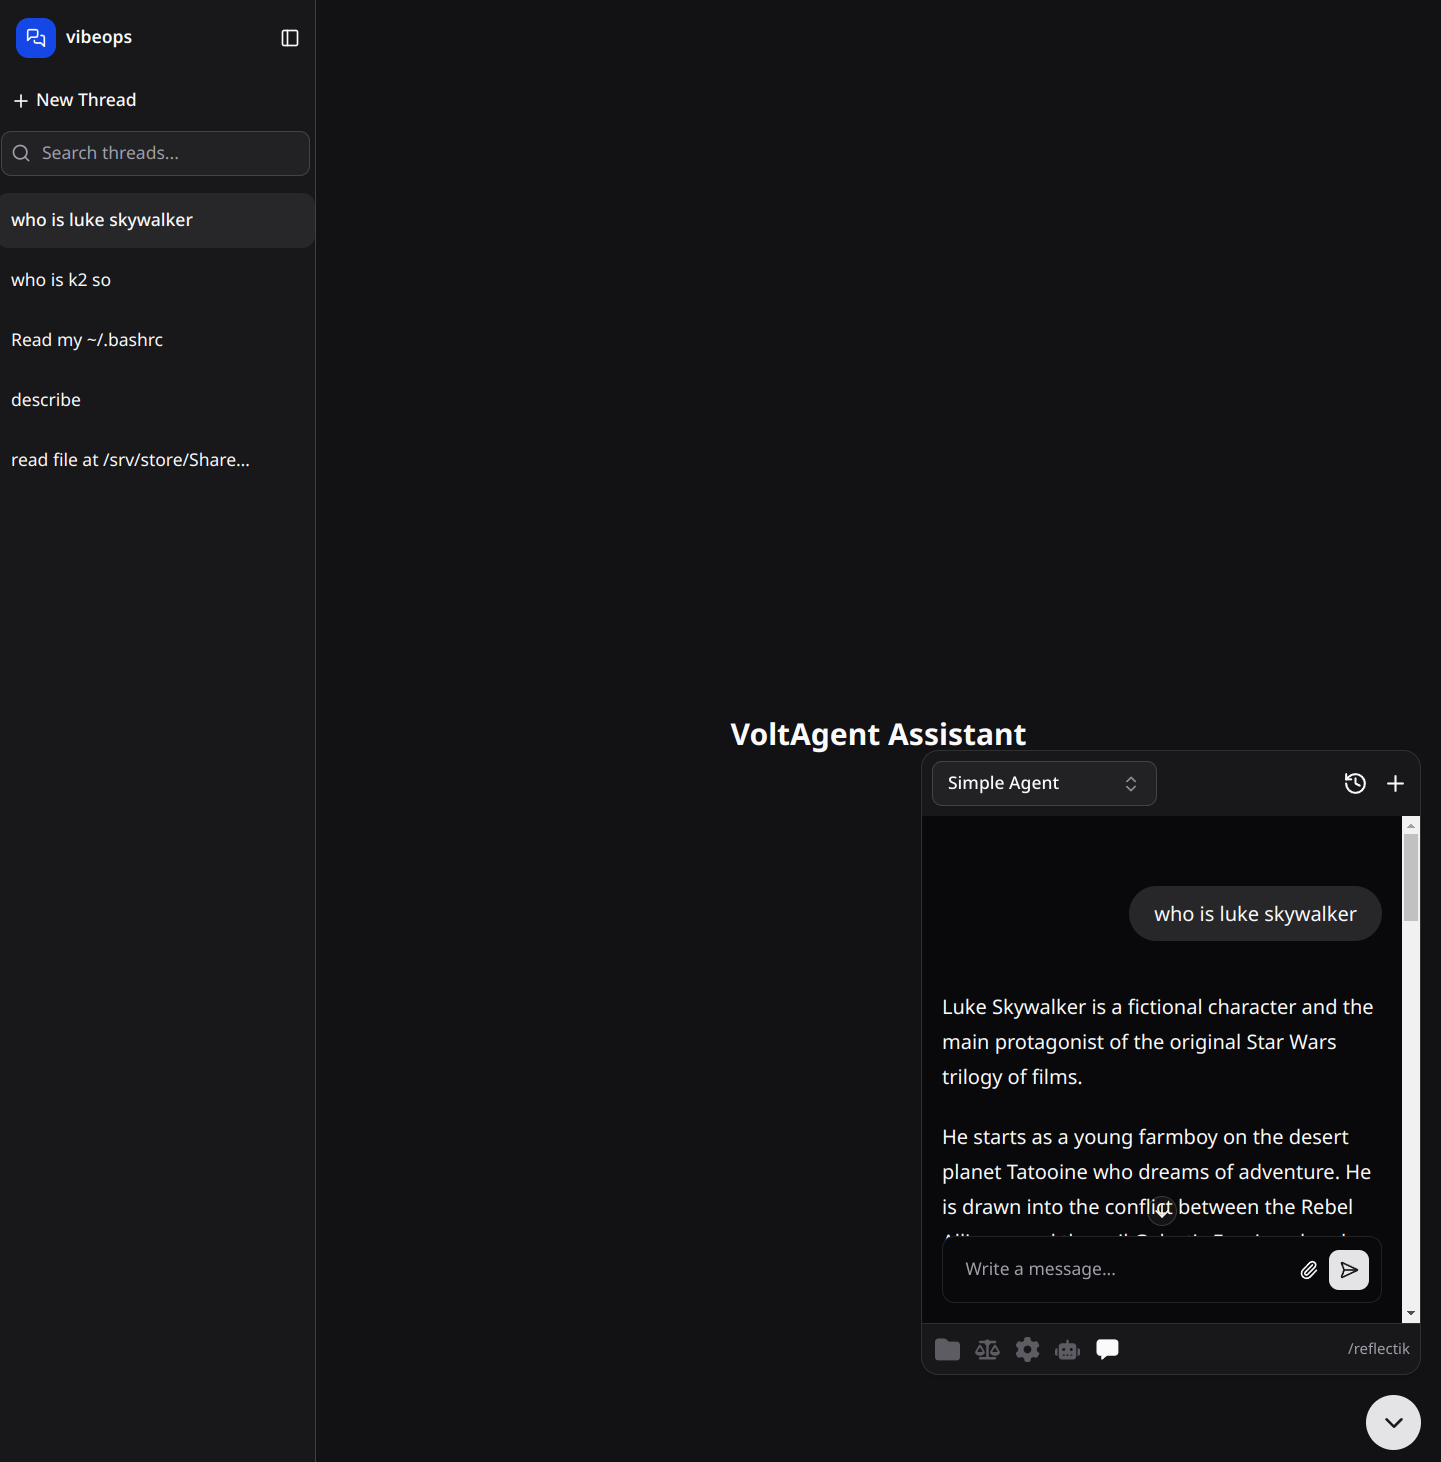 vibeops
New Thread
Search threads...
who is luke skywalker
who is k2 so
Read my ~/.bashrc
describe
read file at /srv/store/Share...
VoltAgent Assistant
Simple Agent
who is luke skywalker
Luke Skywalker is a fictional character and the
main protagonist of the original Star Wars
trilogy of films.
He starts as a young farmboy on the desert
planet Tatooine who dreams of adventure. He
is drawn into the conflict between the Rebel
Write a message...
/reflectik